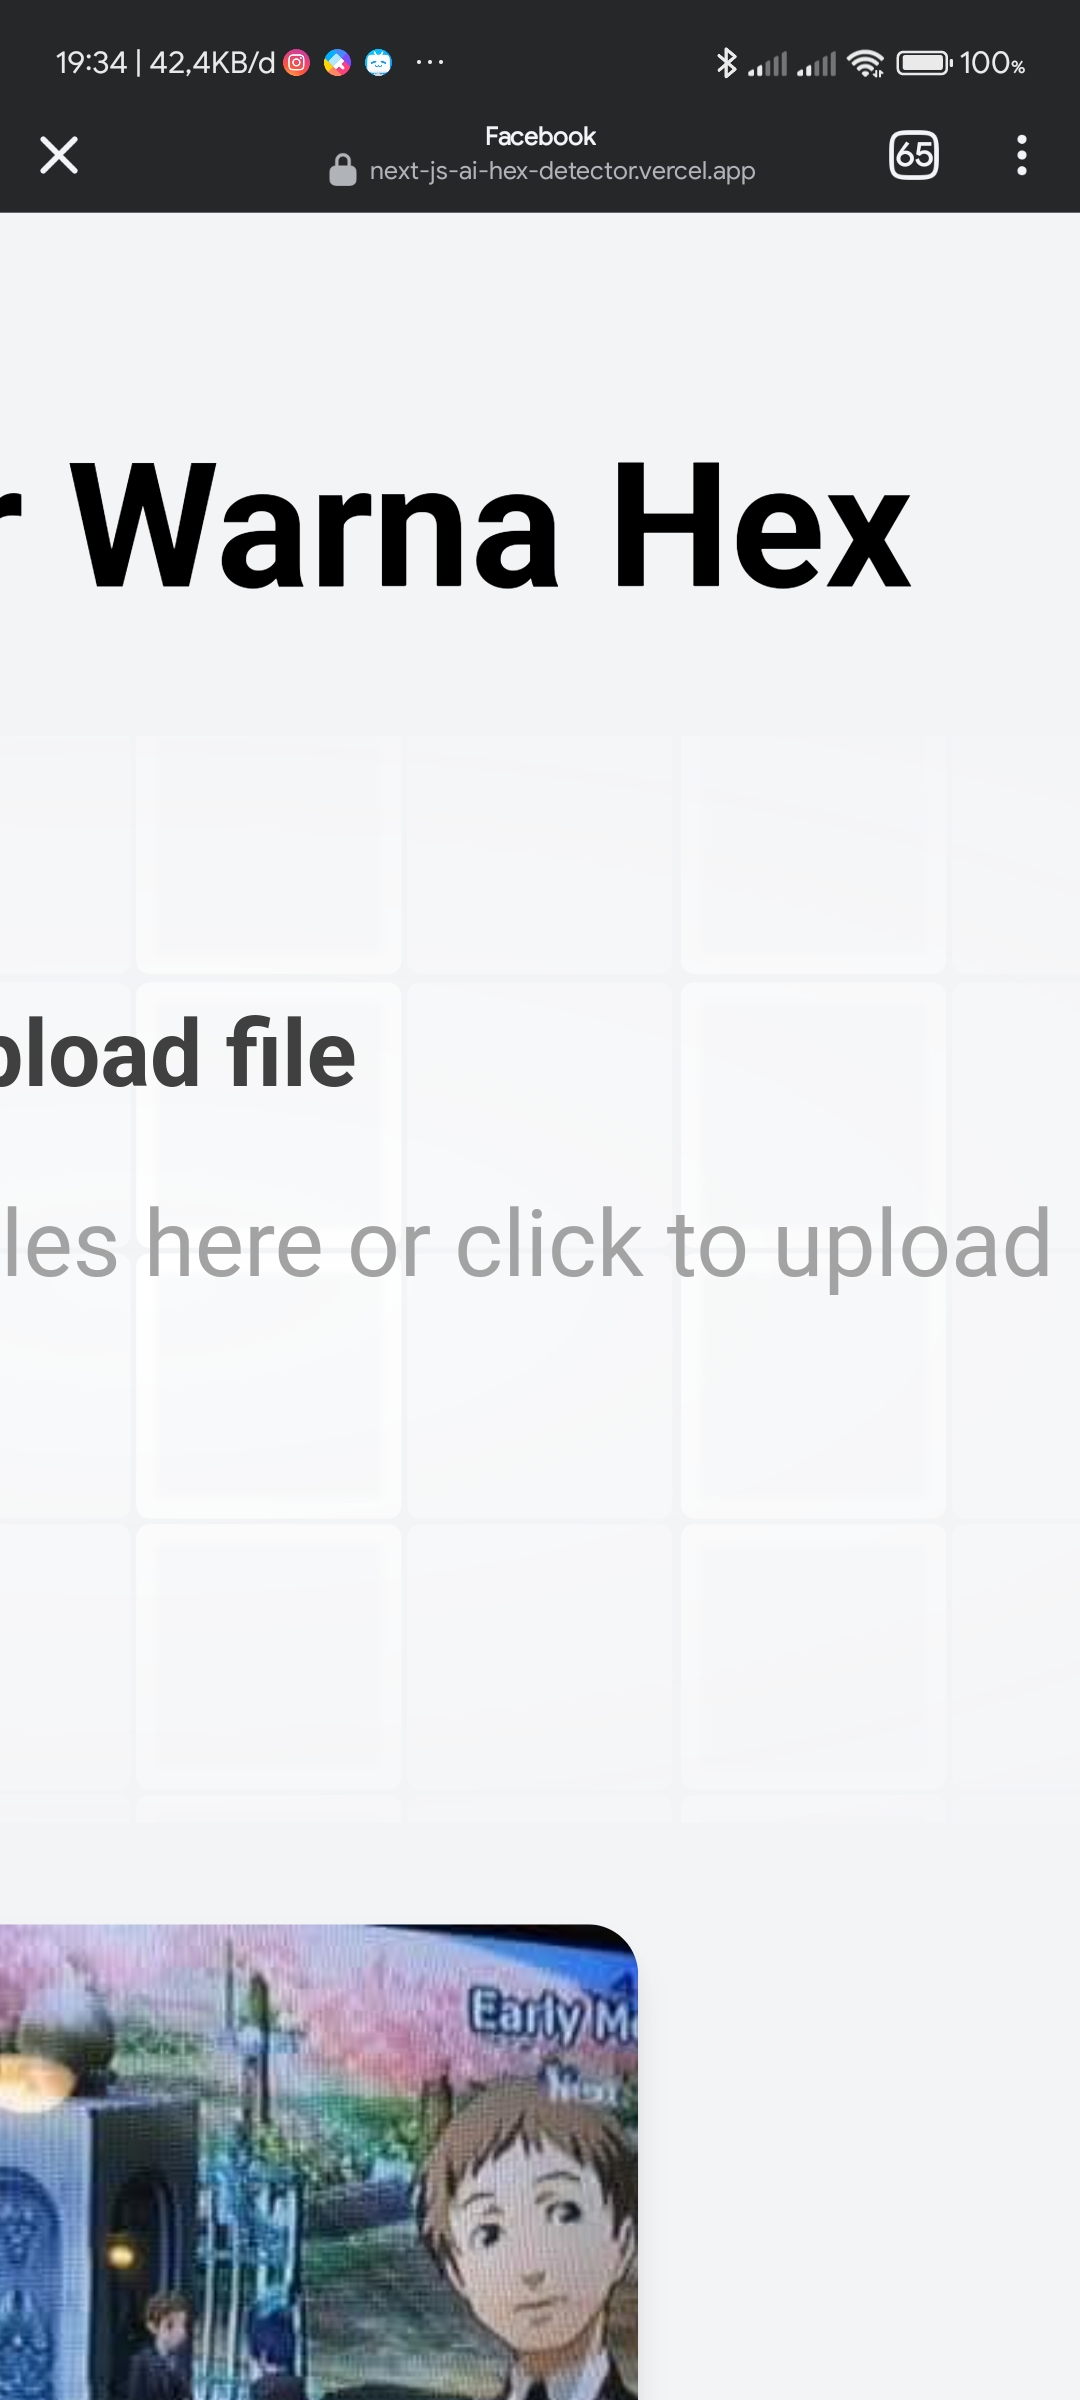 19:34 | 42,4KB/d ... 100%
Facebook
65
next-js-ai-hex-detector.vercel.app
r Warna Hex
pload file
les here or click to upload
Early M